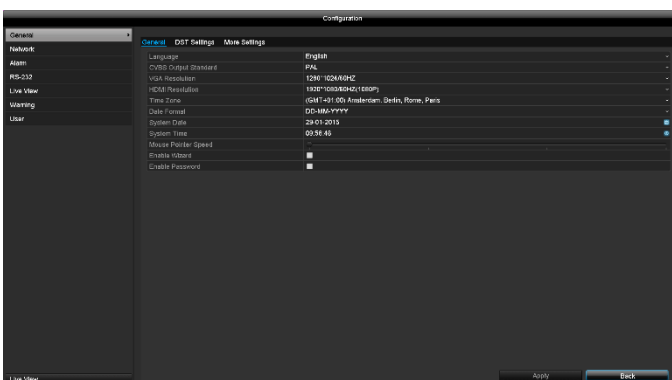 Configuration
General
Network
Alarm
RS-232
Live View
Warning
User
General DST Settings More Settings
Language English
CVBS Output Standard PAL
VGA Resolution 1280*1024/60HZ
HDMI Resolution 1920*1080/60HZ(1080P)
Time Zone (GMT+01:00) Amsterdam, Berlin, Rome, Paris
Date Format DD-MM-YYYY
System Date 29-01-2015
System Time 09:56:46
Mouse Pointer Speed
Enable Wizard
Enable Password
Live View
Apply Back